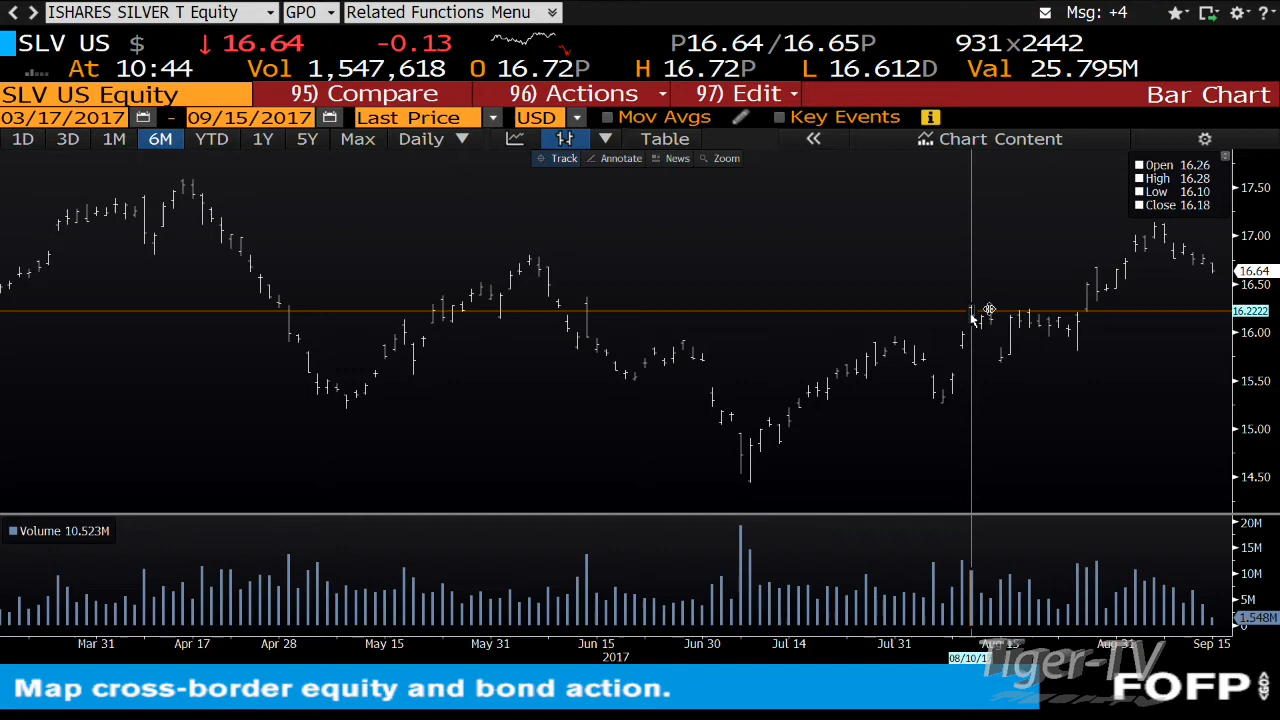 ISHARES SILVER T Equity GPO Related Functions Menu Msg: +4 ?
SLV US $ ↓ 16.64 -0.13 P16.64/16.65P 931x2442
At 10:44 Vol 1,547,618 O 16.72P H 16.72P L 16.612D Val 25.795M
SLV US Equity 95) Compare 96) Actions 97) Edit Bar Chart
03/17/2017 - 09/15/2017 Last Price USD Mov Avgs Key Events i
1D 3D 1M 6M YTD 1Y 5Y Max Daily Table « Chart Content
Track Annotate News Zoom
Open 16.26
High 16.28
Low 16.10
Close 16.18
17.50
17.00
16.64
16.50
16.2222
16.00
15.50
15.00
14.50
Volume 10.523M
20M
15M
10M
5M
1.548M
0
Mar 31 Apr 17 Apr 28 May 15 May 31 Jun 15 Jun 30 Jul 14 Jul 31 Aug 15 Aug 31 Sep 15
2017
08/10/1
Tiger-TV
Map cross-border equity and bond action.
FOFP GO